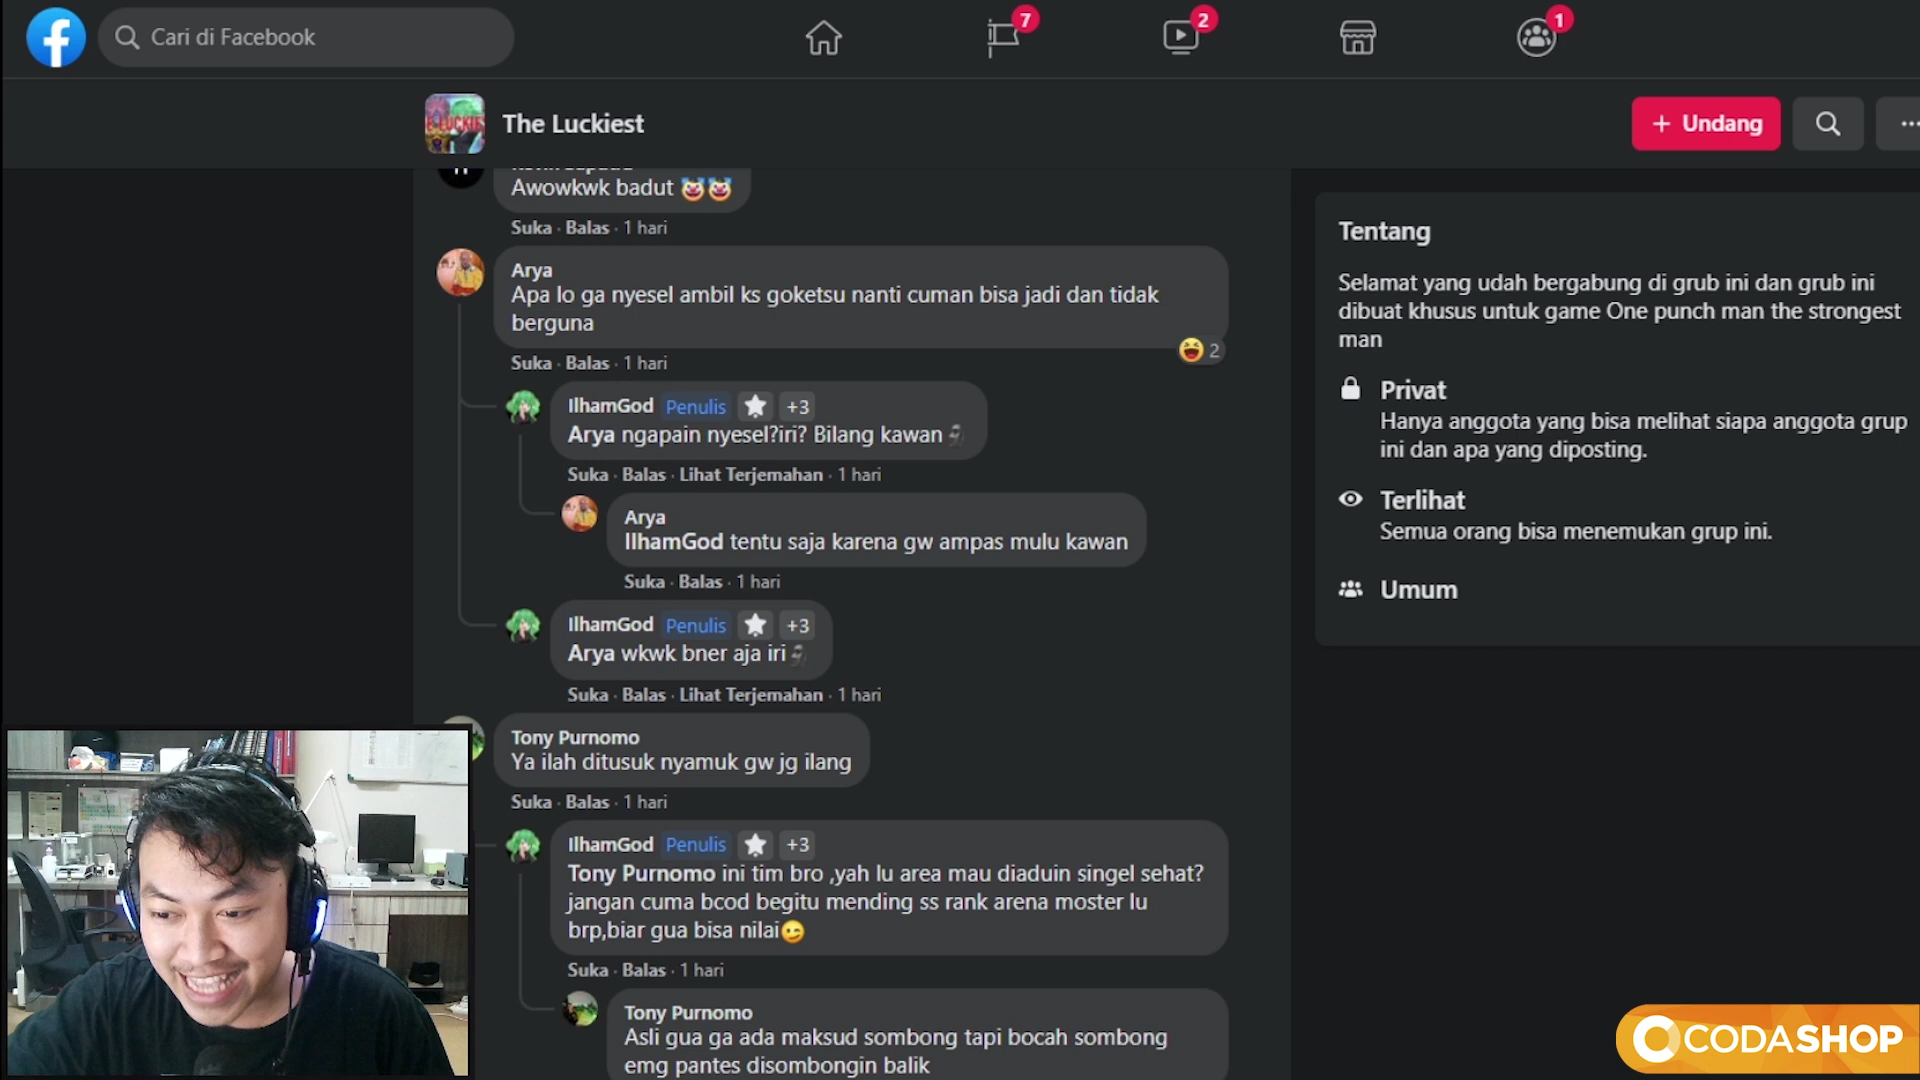 Cari di Facebook
7
2
1
The Luckiest
+ Undang
Awowkwk badut 🤡🤡
Suka · Balas · 1 hari
Arya
Apa lo ga nyesel ambil ks goketsu nanti cuman bisa jadi dan tidak
berguna
2
Suka · Balas · 1 hari
IlhamGod Penulis +3
Arya ngapain nyesel?iri? Bilang kawan
Suka · Balas · Lihat Terjemahan · 1 hari
Arya
IlhamGod tentu saja karena gw ampas mulu kawan
Suka · Balas · 1 hari
IlhamGod Penulis +3
Arya wkwk bner aja iri
Suka · Balas · Lihat Terjemahan · 1 hari
Tony Purnomo
Ya ilah ditusuk nyamuk gw jg ilang
Suka · Balas · 1 hari
IlhamGod Penulis +3
Tony Purnomo ini tim bro ,yah lu area mau diaduin singel sehat?
jangan cuma bcod begitu mending ss rank arena moster lu
brp,biar gua bisa nilai😉
Suka · Balas · 1 hari
Tony Purnomo
Asli gua ga ada maksud sombong tapi bocah sombong
emg pantes disombongin balik
Tentang
Selamat yang udah bergabung di grub ini dan grub ini
dibuat khusus untuk game One punch man the strongest
man
Privat
Hanya anggota yang bisa melihat siapa anggota grup
ini dan apa yang diposting.
Terlihat
Semua orang bisa menemukan grup ini.
Umum
CODASHOP